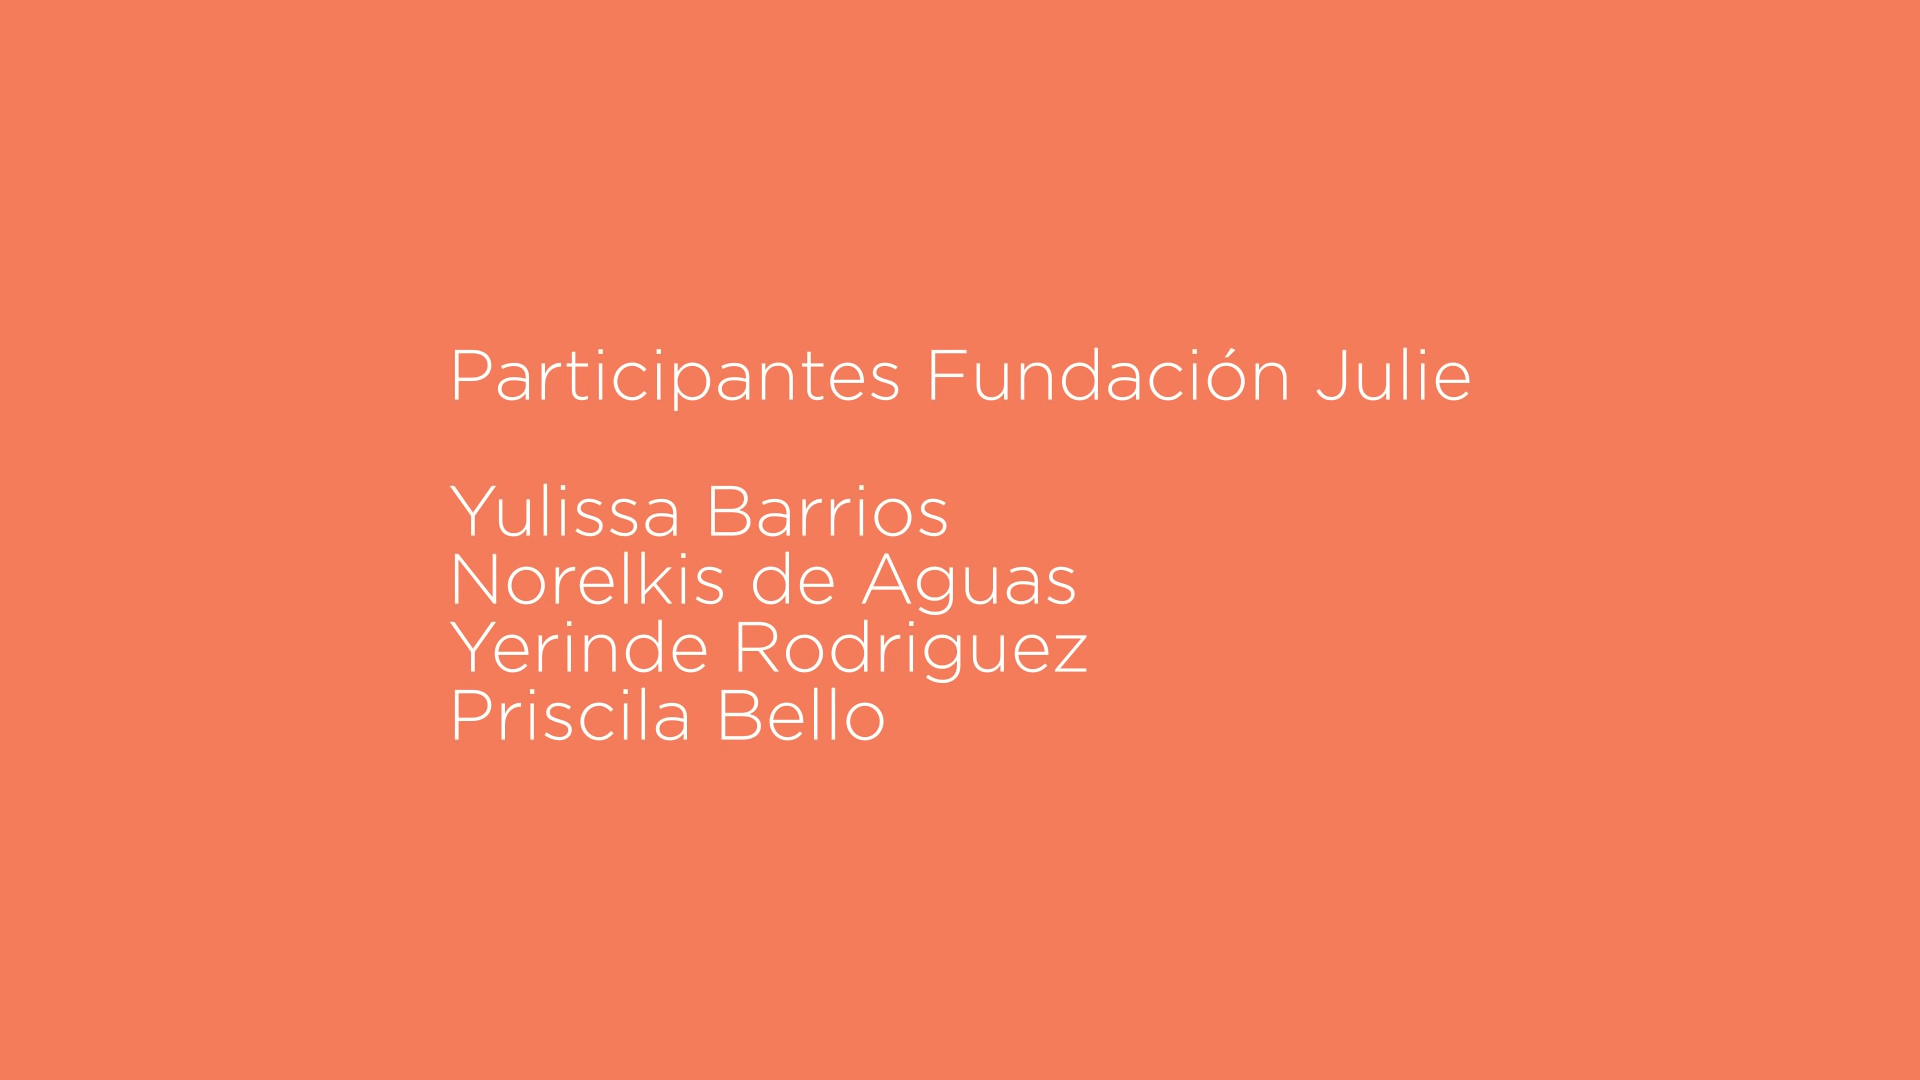 Participantes Fundación Julie
Yulissa Barrios
Norelkis de Aguas
Yerinde Rodriguez
Priscila Bello